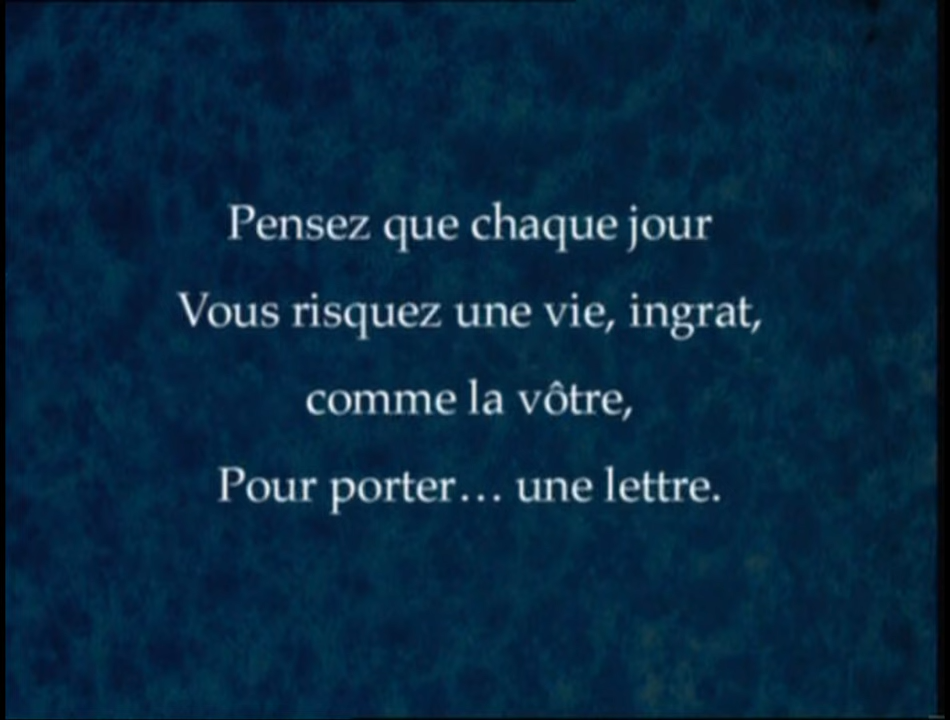 Pensez que chaque jour
Vous risquez une vie, ingrat,
comme la vôtre,
Pour porter… une lettre.